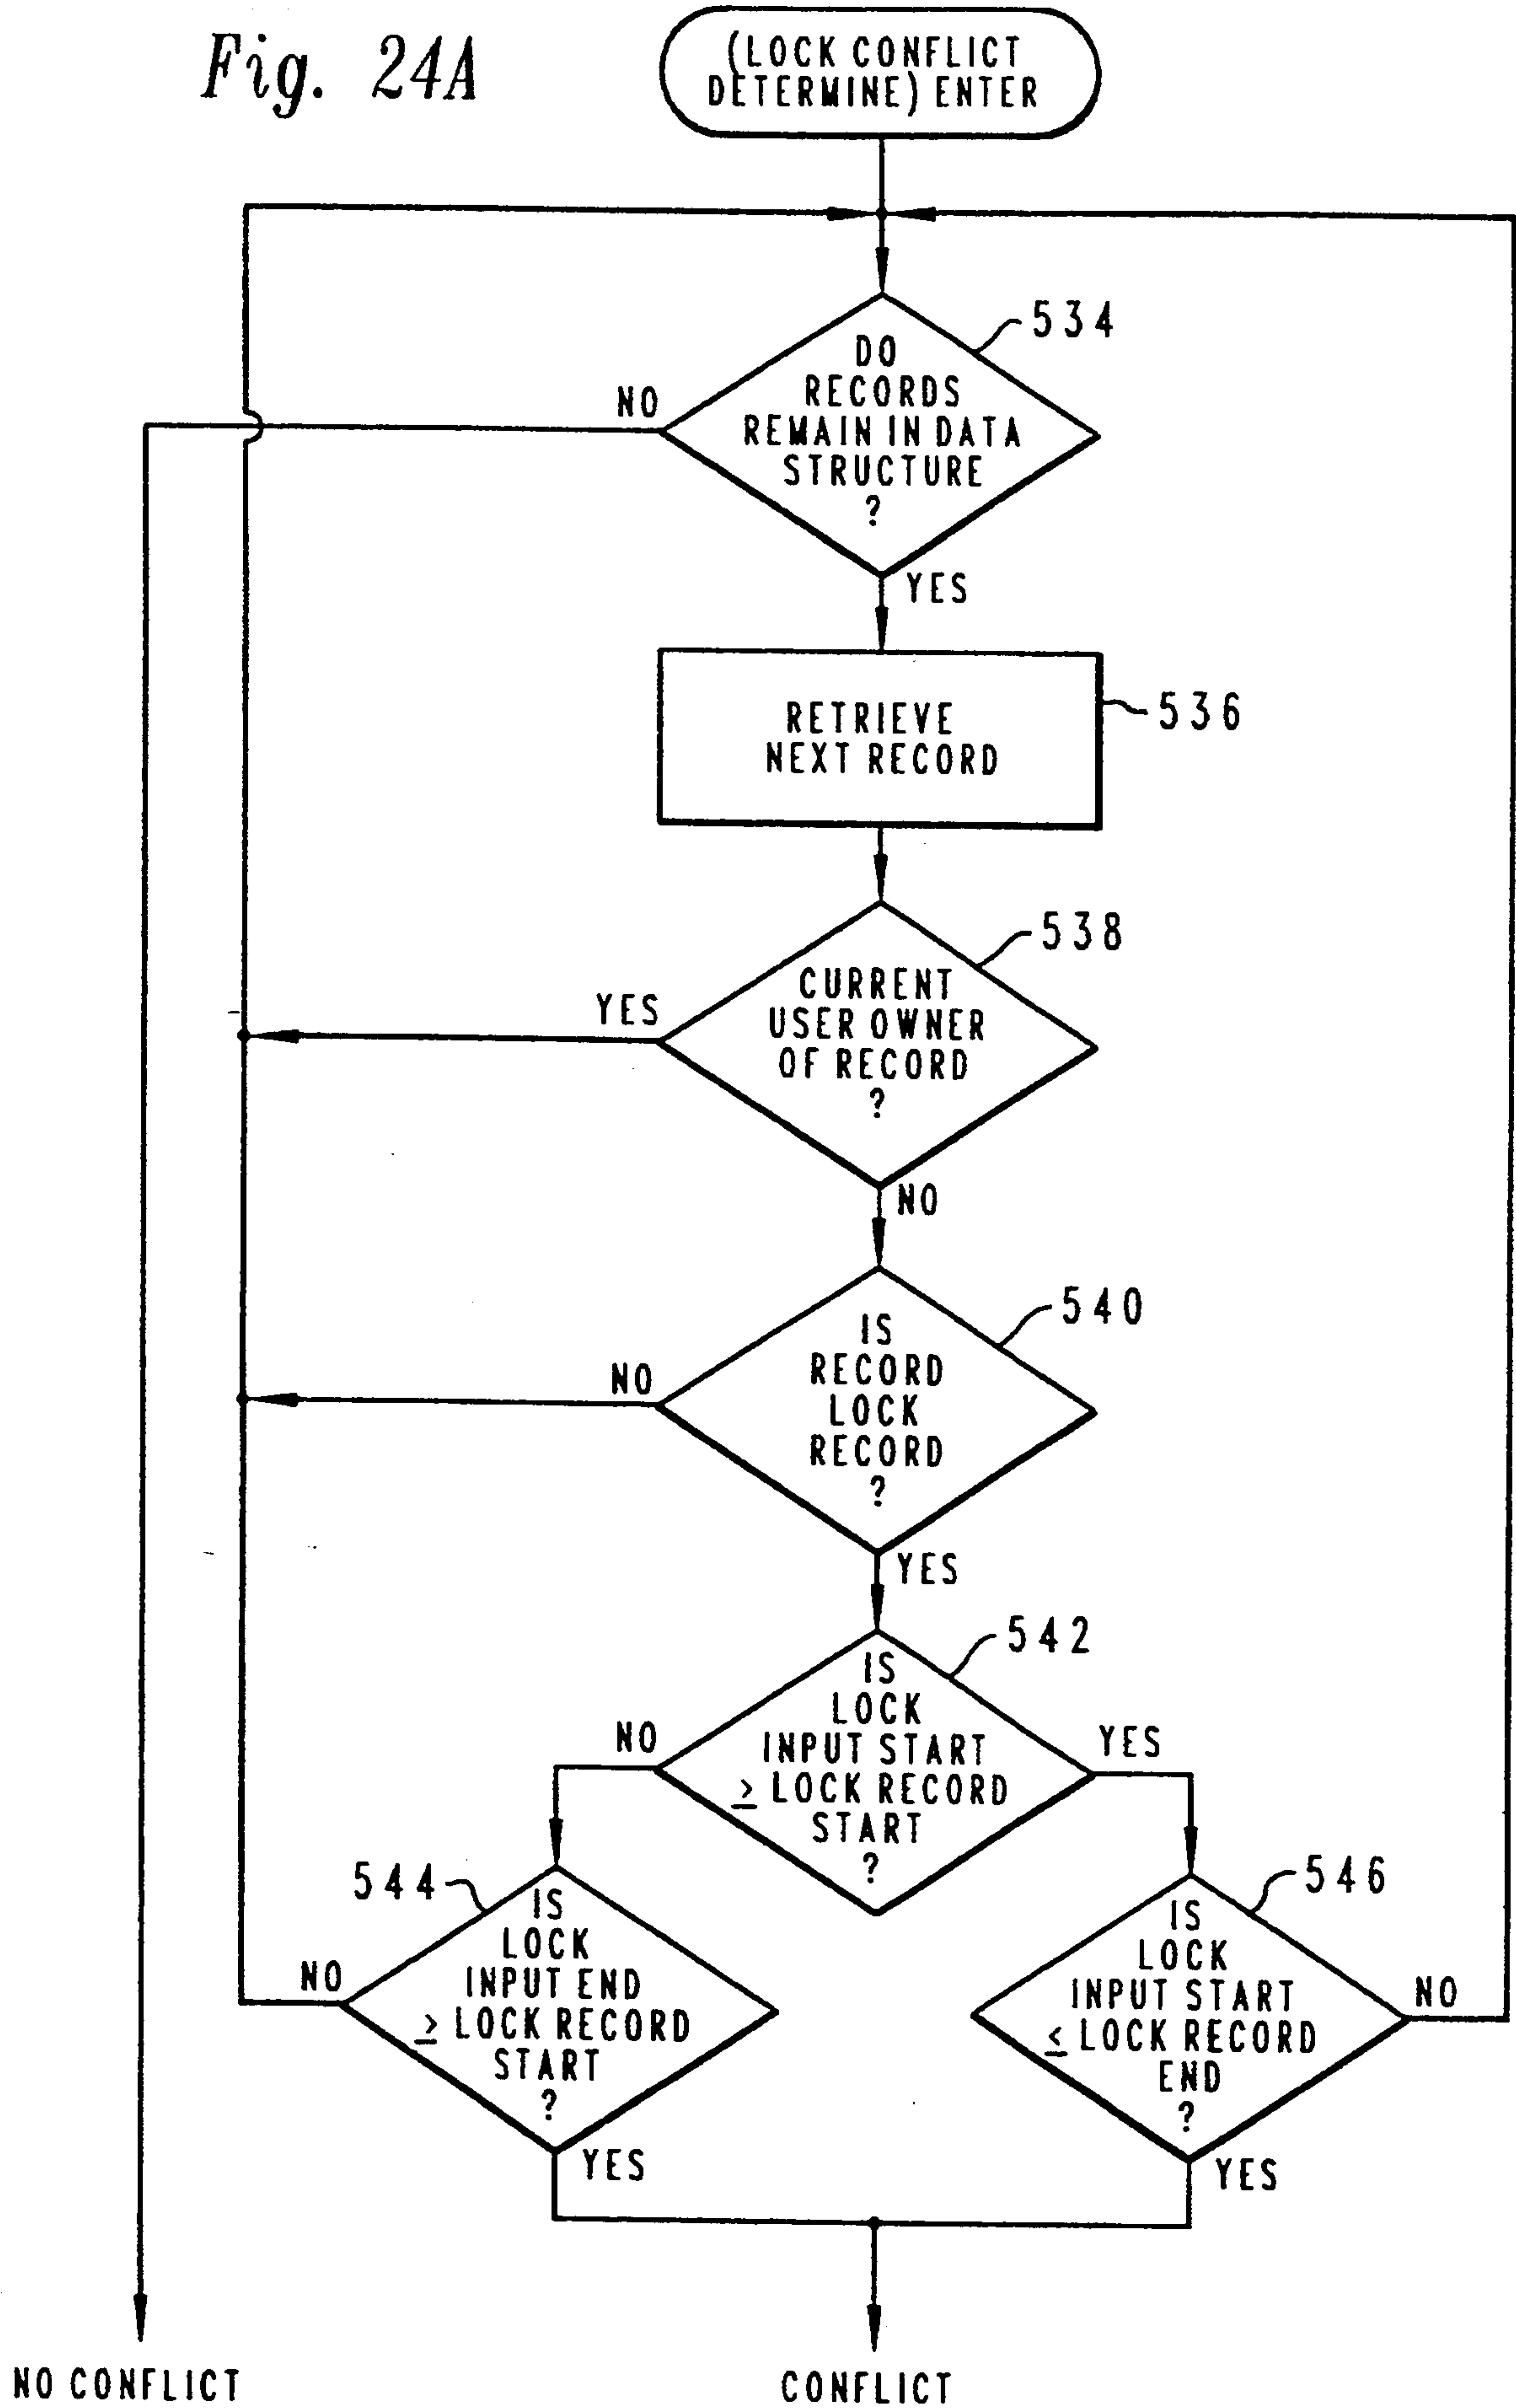 Fig. 24A
(LOCK CONFLICT
DETERMINE) ENTER
534
DO
RECORDS
REMAIN IN DATA
STRUCTURE
?
NO
YES
536
RETRIEVE
NEXT RECORD
538
CURRENT
USER OWNER
OF RECORD
?
YES
NO
540
IS
RECORD
LOCK
RECORD
?
NO
YES
542
IS
LOCK
INPUT START
≥ LOCK RECORD
START
?
NO
YES
544
IS
LOCK
INPUT END
≥ LOCK RECORD
START
?
NO
YES
546
IS
LOCK
INPUT START
≤ LOCK RECORD
END
?
NO
YES
NO CONFLICT
CONFLICT